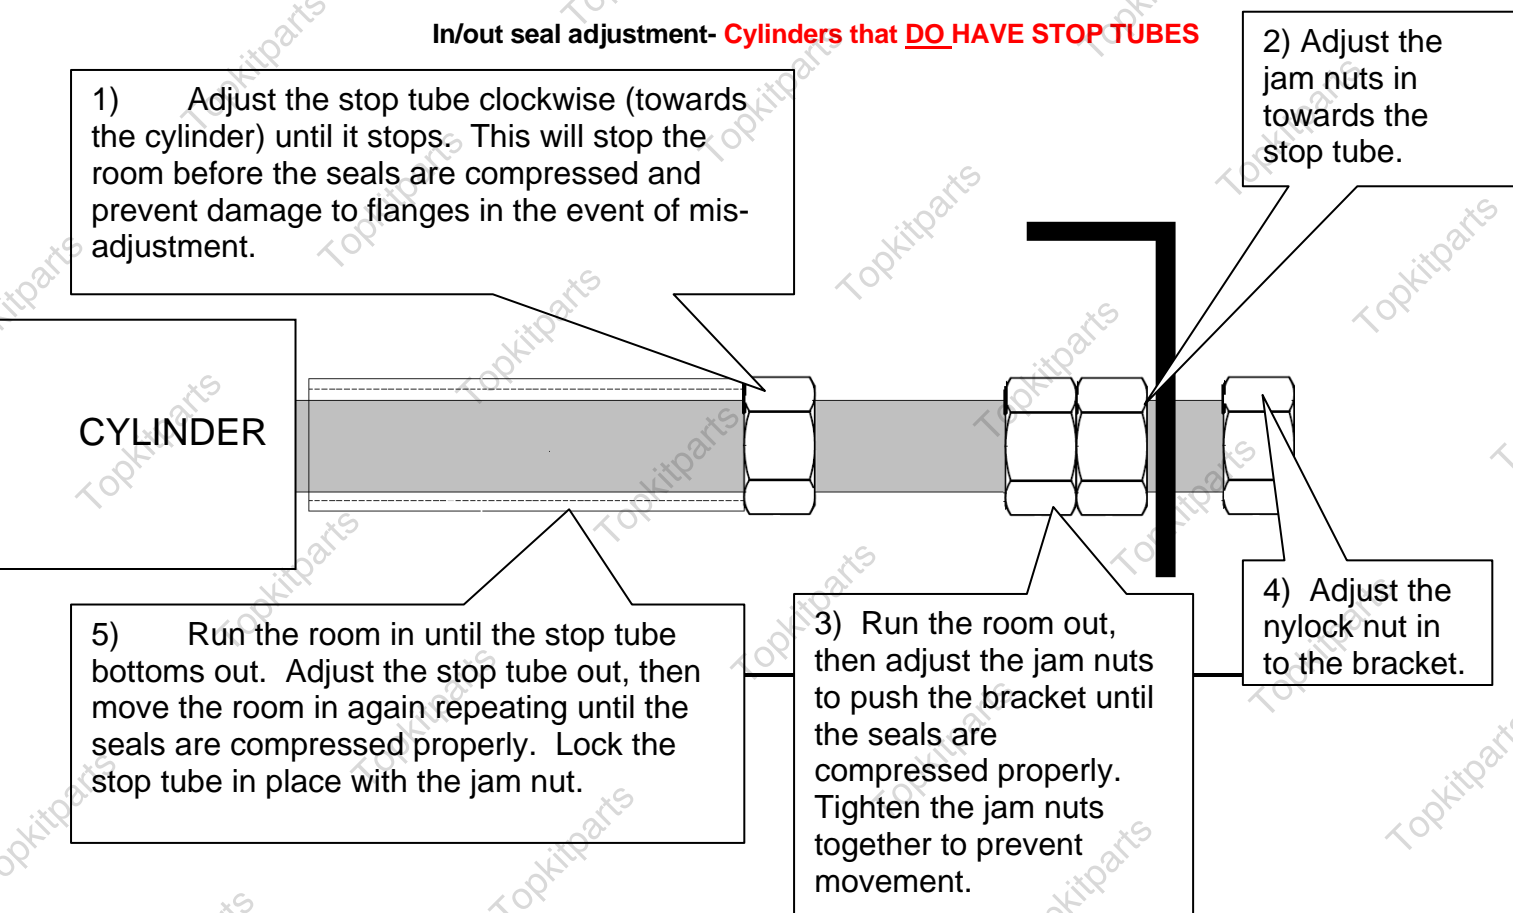 In/out seal adjustment- Cylinders that DO HAVE STOP TUBES
1) Adjust the stop tube clockwise (towards
the cylinder) until it stops. This will stop the
room before the seals are compressed and
prevent damage to flanges in the event of mis-
adjustment.
2) Adjust the
jam nuts in
towards the
stop tube.
CYLINDER
3) Run the room out,
then adjust the jam nuts
to push the bracket until
the seals are
compressed properly.
Tighten the jam nuts
together to prevent
movement.
4) Adjust the
nylock nut in
to the bracket.
5) Run the room in until the stop tube
bottoms out. Adjust the stop tube out, then
move the room in again repeating until the
seals are compressed properly. Lock the
stop tube in place with the jam nut.
Topkitparts